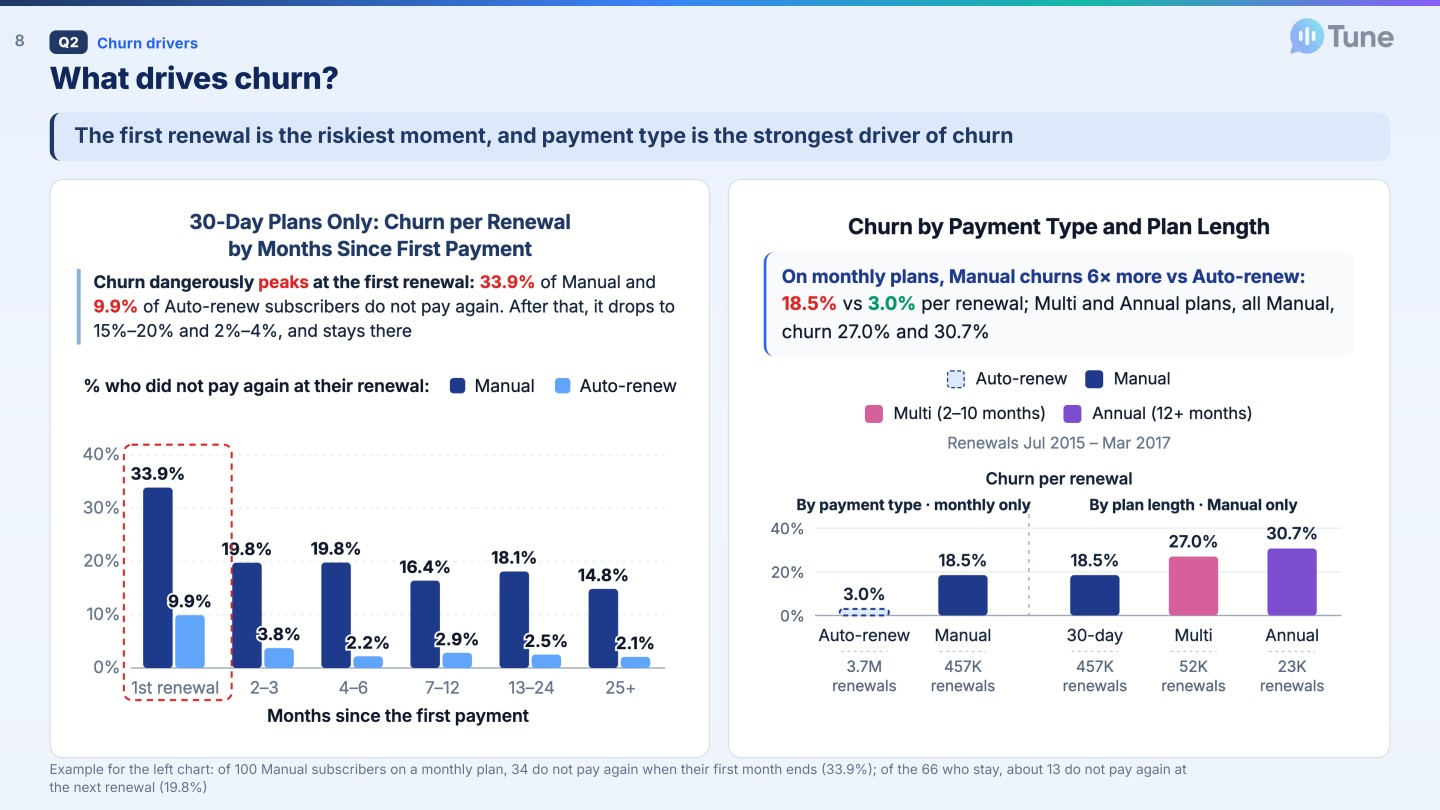 8
Q2 Churn drivers
Tune
What drives churn?
The first renewal is the riskiest moment, and payment type is the strongest driver of churn
30-Day Plans Only: Churn per Renewal
by Months Since First Payment
Churn dangerously peaks at the first renewal: 33.9% of Manual and
9.9% of Auto-renew subscribers do not pay again. After that, it drops to
15%–20% and 2%–4%, and stays there
% who did not pay again at their renewal: Manual Auto-renew
40%
30%
20%
10%
0%
33.9%
9.9%
19.8%
3.8%
19.8%
2.2%
16.4%
2.9%
18.1%
2.5%
14.8%
2.1%
1st renewal 2–3 4–6 7–12 13–24 25+
Months since the first payment
Churn by Payment Type and Plan Length
On monthly plans, Manual churns 6× more vs Auto-renew:
18.5% vs 3.0% per renewal; Multi and Annual plans, all Manual,
churn 27.0% and 30.7%
Auto-renew Manual
Multi (2–10 months) Annual (12+ months)
Renewals Jul 2015 – Mar 2017
Churn per renewal
By payment type · monthly only By plan length · Manual only
40%
20%
0%
3.0% 18.5% 18.5% 27.0% 30.7%
Auto-renew Manual 30-day Multi Annual
3.7M 457K 457K 52K 23K
renewals renewals renewals renewals renewals
Example for the left chart: of 100 Manual subscribers on a monthly plan, 34 do not pay again when their first month ends (33.9%); of the 66 who stay, about 13 do not pay again at
the next renewal (19.8%)